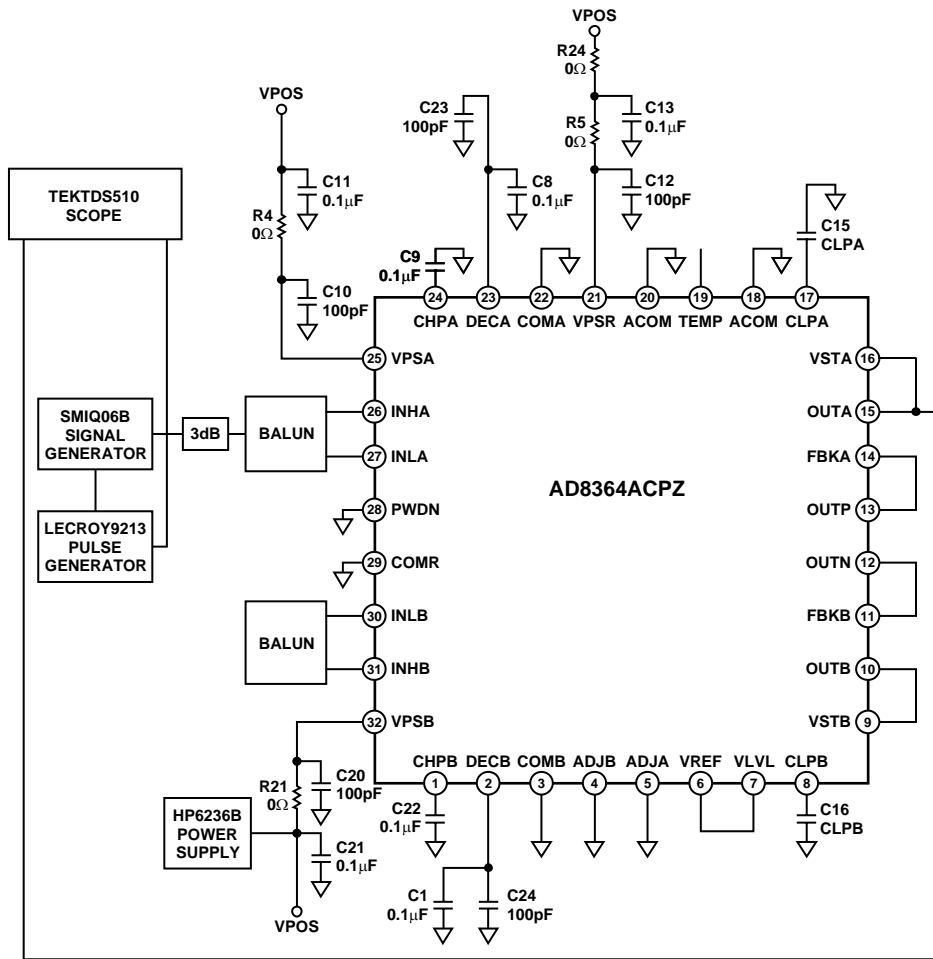 VPOS
R24
0Ω
C13
0.1µF
R5
0Ω
C12
100pF
VPOS
C11
0.1µF
R4
0Ω
C10
100pF
C23
100pF
C8
0.1µF
C9
0.1µF
C15
CLPA
TEKTDS510
SCOPE
24
23
22
21
20
19
18
17
CHPA
DECA
COMA
VPSR
ACOM
TEMP
ACOM
CLPA
25
VPSA
26
INHA
27
INLA
28
PWDN
29
COMR
30
INLB
31
INHB
32
VPSB
VSTA
16
OUTA
15
FBKA
14
OUTP
13
OUTN
12
FBKB
11
OUTB
10
VSTB
9
AD8364ACPZ
SMIQ06B
SIGNAL
GENERATOR
3dB
BALUN
LECROY9213
PULSE
GENERATOR
BALUN
CHPB
DECB
COMB
ADJB
ADJA
VREF
VLVL
CLPB
1
2
3
4
5
6
7
8
C20
100pF
R21
0Ω
HP6236B
POWER
SUPPLY
C21
0.1µF
VPOS
C22
0.1µF
C1
0.1µF
C24
100pF
C16
CLPB